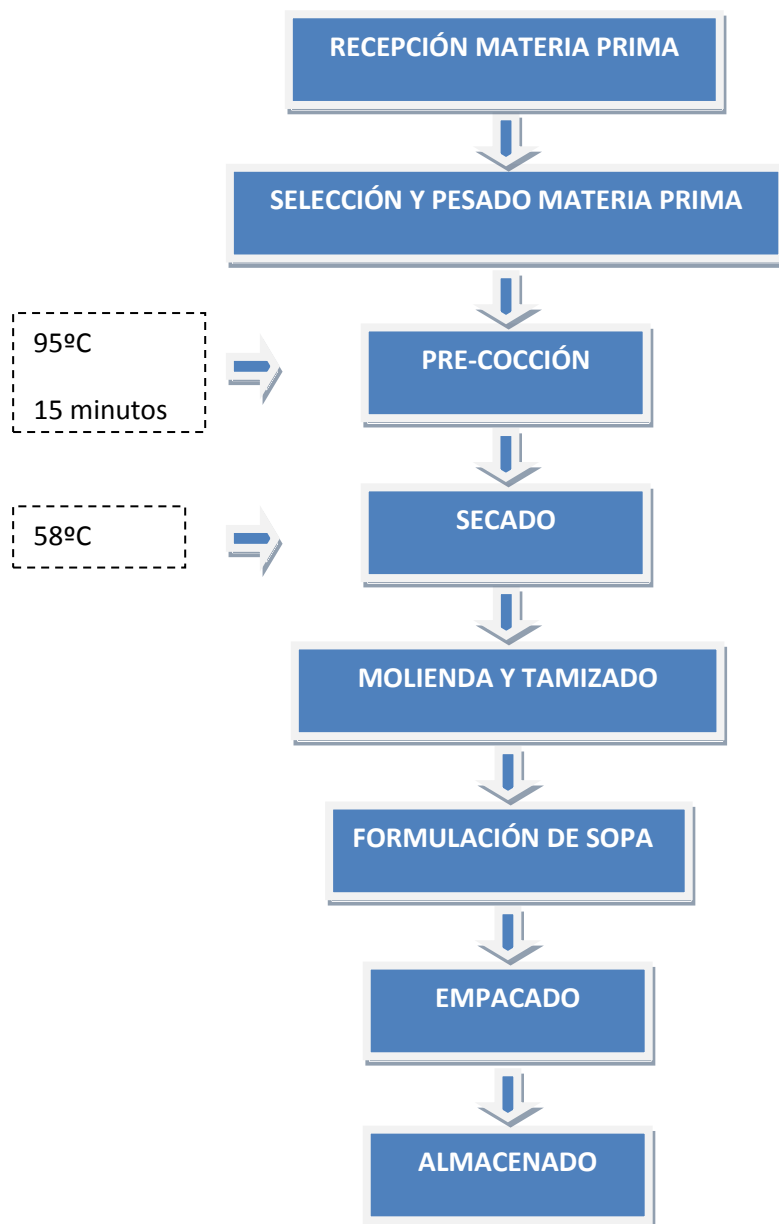 RECEPCIÓN MATERIA PRIMA
SELECCIÓN Y PESADO MATERIA PRIMA
95ºC
15 minutos
PRE-COCCIÓN
58ºC
SECADO
MOLIENDA Y TAMIZADO
FORMULACIÓN DE SOPA
EMPACADO
ALMACENADO